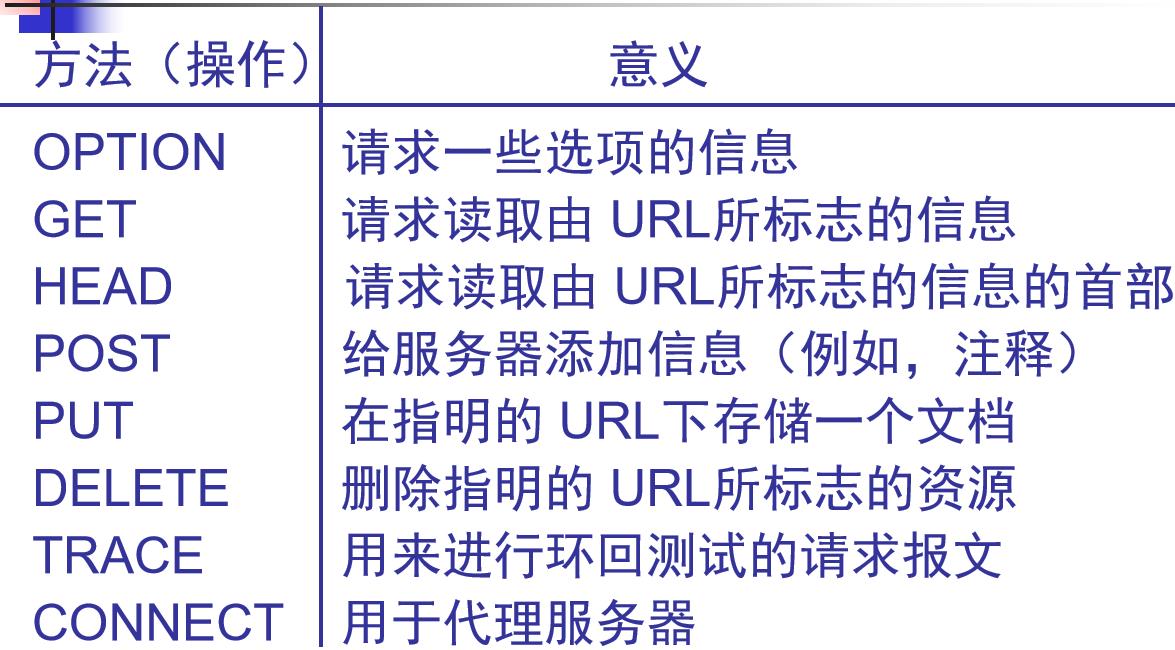 方法（操作） 意义
OPTION 请求一些选项的信息
GET 请求读取由 URL所标志的信息
HEAD 请求读取由 URL所标志的信息的首部
POST 给服务器添加信息（例如，注释）
PUT 在指明的 URL下存储一个文档
DELETE 删除指明的 URL所标志的资源
TRACE 用来进行环回测试的请求报文
CONNECT 用于代理服务器